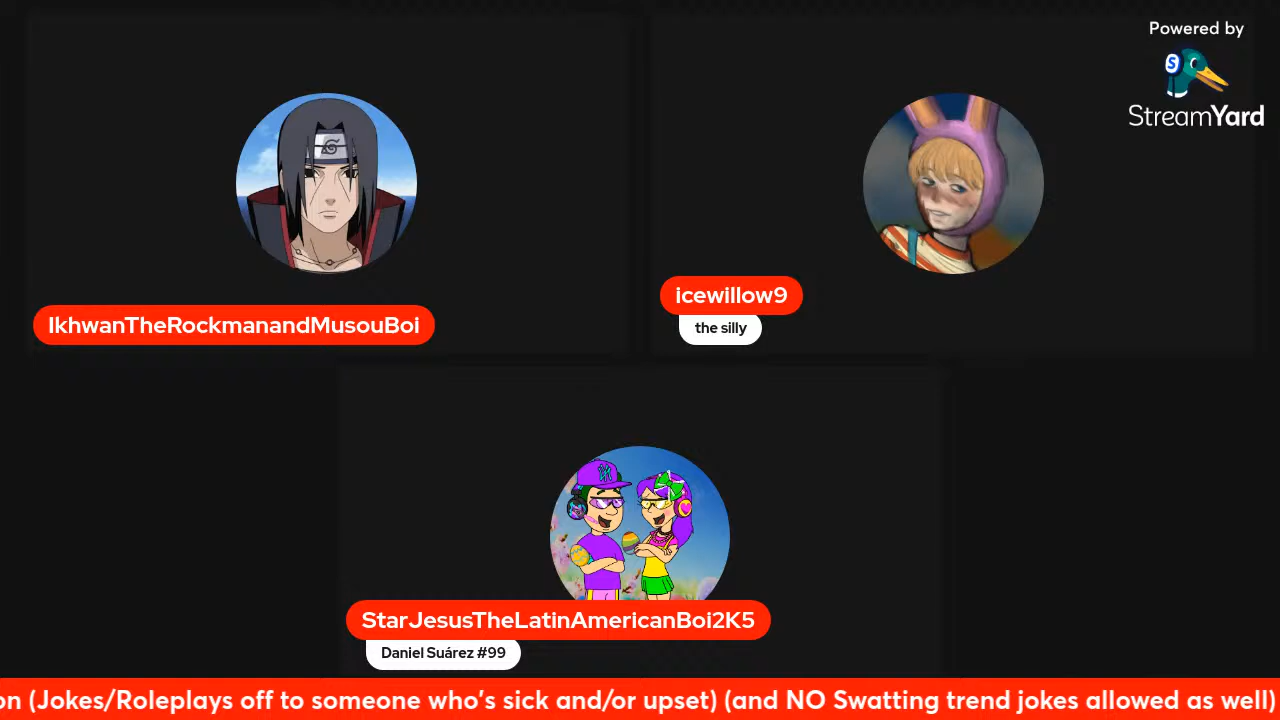 Powered by
StreamYard
IkhwanTheRockmanandMusouBoi
icewillow9
the silly
StarJesusTheLatinAmericanBoi2K5
Daniel Suárez #99
on (Jokes/Roleplays off to someone who's sick and/or upset) (and NO Swatting trend jokes allowed as well)